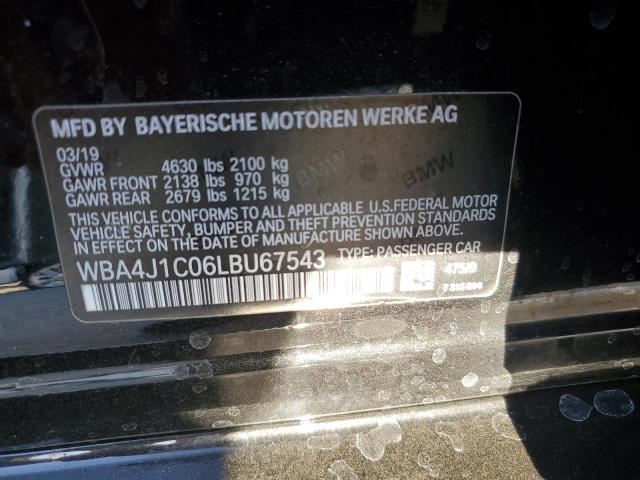 MFD BY BAYERISCHE MOTOREN WERKE AG
03/19
GVWR 4630 lbs 2100 kg
GAWR FRONT 2138 lbs 970 kg
GAWR REAR 2679 lbs 1215 kg
THIS VEHICLE CONFORMS TO ALL APPLICABLE U.S.FEDERAL MOTOR
VEHICLE SAFETY, BUMPER AND THEFT PREVENTION STANDARDS
IN EFFECT ON THE DATE OF MANUFACTURE SHOWN ABOVE.
WBA4J1C06LBU67543 TYPE: PASSENGER CAR